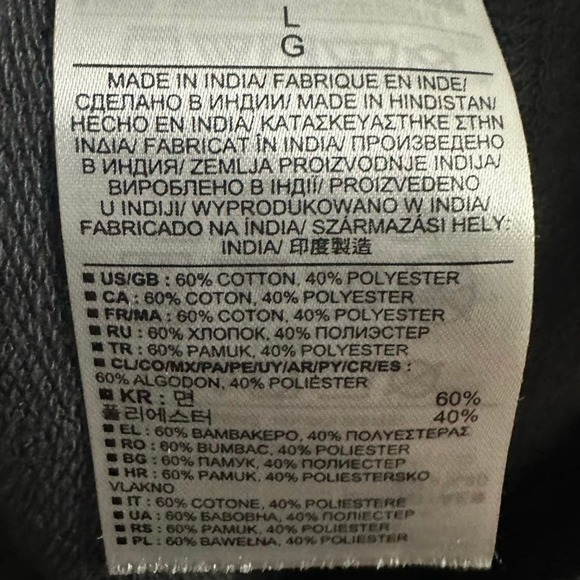 L
G
MADE IN INDIA/ FABRIQUE EN INDE/
СДЕЛАНО В ИНДИИ/ MADE IN HINDISTAN/
HECHO EN INDIA/ ΚΑΤΑΣΚΕΥΑΣΤΗΚΕ ΣΤΗΝ
ΙΝΔΙΑ/ FABRICAT ÎN INDIA/ ПРОИЗВЕДЕНО
В ИНДИЯ/ ZEMLJA PROIZVODNJE INDIJA/
ВИРОБЛЕНО В ІНДІЇ/ PROIZVEDENO
U INDIJI/ WYPRODUKOWANO W INDIA/
FABRICADO NA ÍNDIA/ SZÁRMAZÁSI HELY:
INDIA/ 印度製造
■ US/GB : 60% COTTON, 40% POLYESTER
■ CA : 60% COTON, 40% POLYESTER
■ FR/MA : 60% COTON, 40% POLYESTER
■ RU : 60% ХЛОПОК, 40% ПОЛИЭСТЕР
■ TR : 60% PAMUK, 40% POLYESTER
■ CL/CO/MX/PA/PE/UY/AR/PY/CR/ES :
60% ALGODON, 40% POLIÉSTER
■ KR : 면 60%
폴리에스터 40%
■ EL : 60% ΒΑΜΒΑΚΕΡΟ, 40% ΠΟΛΥΕΣΤΕΡΑΣ
■ RO : 60% BUMBAC, 40% POLIESTER
■ BG : 60% ПАМУК, 40% ПОЛИЕСТЕР
■ HR : 60% PAMUK, 40% POLIESTERSKO
VLAKNO
■ IT : 60% COTONE, 40% POLIESTERE
■ UA : 60% БАВОВНА, 40% ПОЛІЕСТЕР
■ RS : 60% PAMUK, 40% POLIESTER
■ PL : 60% BAWEŁNA, 40% POLIESTER